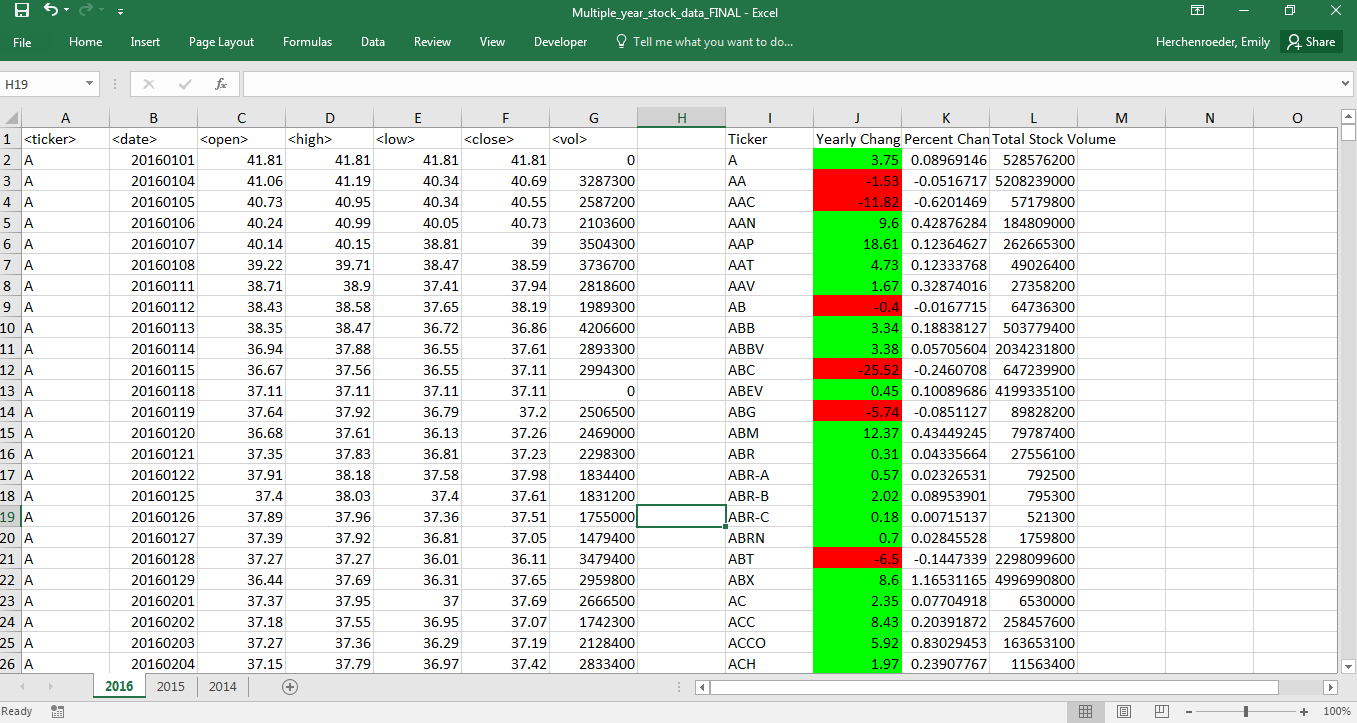 Multiple_year_stock_data_FINAL - Excel
File Home Insert Page Layout Formulas Data Review View Developer Tell me what you want to do... Herchenroeder, Emily Share
H19 fx
A B C D E F G H I J K L M N O
1 <ticker> <date> <open> <high> <low> <close> <vol> Ticker Yearly Chang Percent Chan Total Stock Volume
2 A 20160101 41.81 41.81 41.81 41.81 0 A 3.75 0.08969146 528576200
3 A 20160104 41.06 41.19 40.34 40.69 3287300 AA -1.53 -0.0516717 5208239000
4 A 20160105 40.73 40.95 40.34 40.55 2587200 AAC -11.82 -0.6201469 57179800
5 A 20160106 40.24 40.99 40.05 40.73 2103600 AAN 9.6 0.42876284 184809000
6 A 20160107 40.14 40.15 38.81 39 3504300 AAP 18.61 0.12364627 262665300
7 A 20160108 39.22 39.71 38.47 38.59 3736700 AAT 4.73 0.12333768 49026400
8 A 20160111 38.71 38.9 37.41 37.94 2818600 AAV 1.67 0.32874016 27358200
9 A 20160112 38.43 38.58 37.65 38.19 1989300 AB -0.4 -0.0167715 64736300
10 A 20160113 38.35 38.47 36.72 36.86 4206600 ABB 3.34 0.18838127 503779400
11 A 20160114 36.94 37.88 36.55 37.61 2893300 ABBV 3.38 0.05705604 2034231800
12 A 20160115 36.67 37.56 36.55 37.11 2994300 ABC -25.52 -0.2460708 647239900
13 A 20160118 37.11 37.11 37.11 37.11 0 ABEV 0.45 0.10089686 4199335100
14 A 20160119 37.64 37.92 36.79 37.2 2506500 ABG -5.74 -0.0851127 89828200
15 A 20160120 36.68 37.61 36.13 37.26 2469000 ABM 12.37 0.43449245 79787400
16 A 20160121 37.35 37.83 36.81 37.23 2298300 ABR 0.31 0.04335664 27556100
17 A 20160122 37.91 38.18 37.58 37.98 1834400 ABR-A 0.57 0.02326531 792500
18 A 20160125 37.4 38.03 37.4 37.61 1831200 ABR-B 2.02 0.08953901 795300
19 A 20160126 37.89 37.96 37.36 37.51 1755000 ABR-C 0.18 0.00715137 521300
20 A 20160127 37.39 37.92 36.81 37.05 1479400 ABRN 0.7 0.02845528 1759800
21 A 20160128 37.27 37.27 36.01 36.11 3479400 ABT -6.5 -0.1447339 2298099600
22 A 20160129 36.44 37.69 36.31 37.65 2959800 ABX 8.6 1.16531165 4996990800
23 A 20160201 37.37 37.95 37 37.69 2666500 AC 2.35 0.07704918 6530000
24 A 20160202 37.18 37.55 36.95 37.07 1742300 ACC 8.43 0.20391872 258457600
25 A 20160203 37.27 37.36 36.29 37.19 2128400 ACCO 5.92 0.83029453 163653100
26 A 20160204 37.15 37.79 36.97 37.42 2833400 ACH 1.97 0.23907767 11563400
2016 2015 2014
Ready 100%